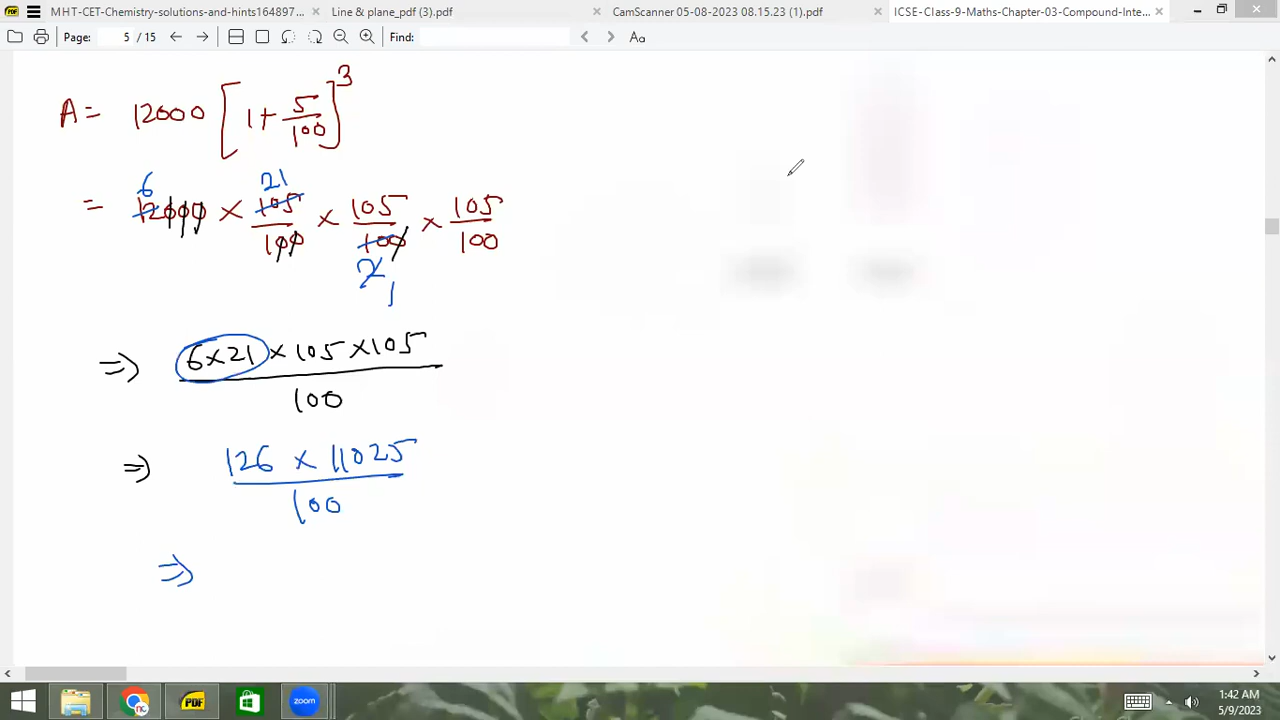 MHT-CET-Chemistry-solutions-and-hints164897... × Line & plane_pdf (3).pdf × CamScanner 05-08-2023 08.15.23 (1).pdf × ICSE-Class-9-Maths-Chapter-03-Compound-Inte... ×
Page: 5 / 15 Find: Aa
A = 12000 [1 + 5/100]^3
6 21
= 12000 × 105/100 × 105/100 × 105/100
2
1
⇒ 6×21×105×105/100
⇒ 126 × 11025/100
⇒
PDF zoom 1:42 AM
5/9/2023